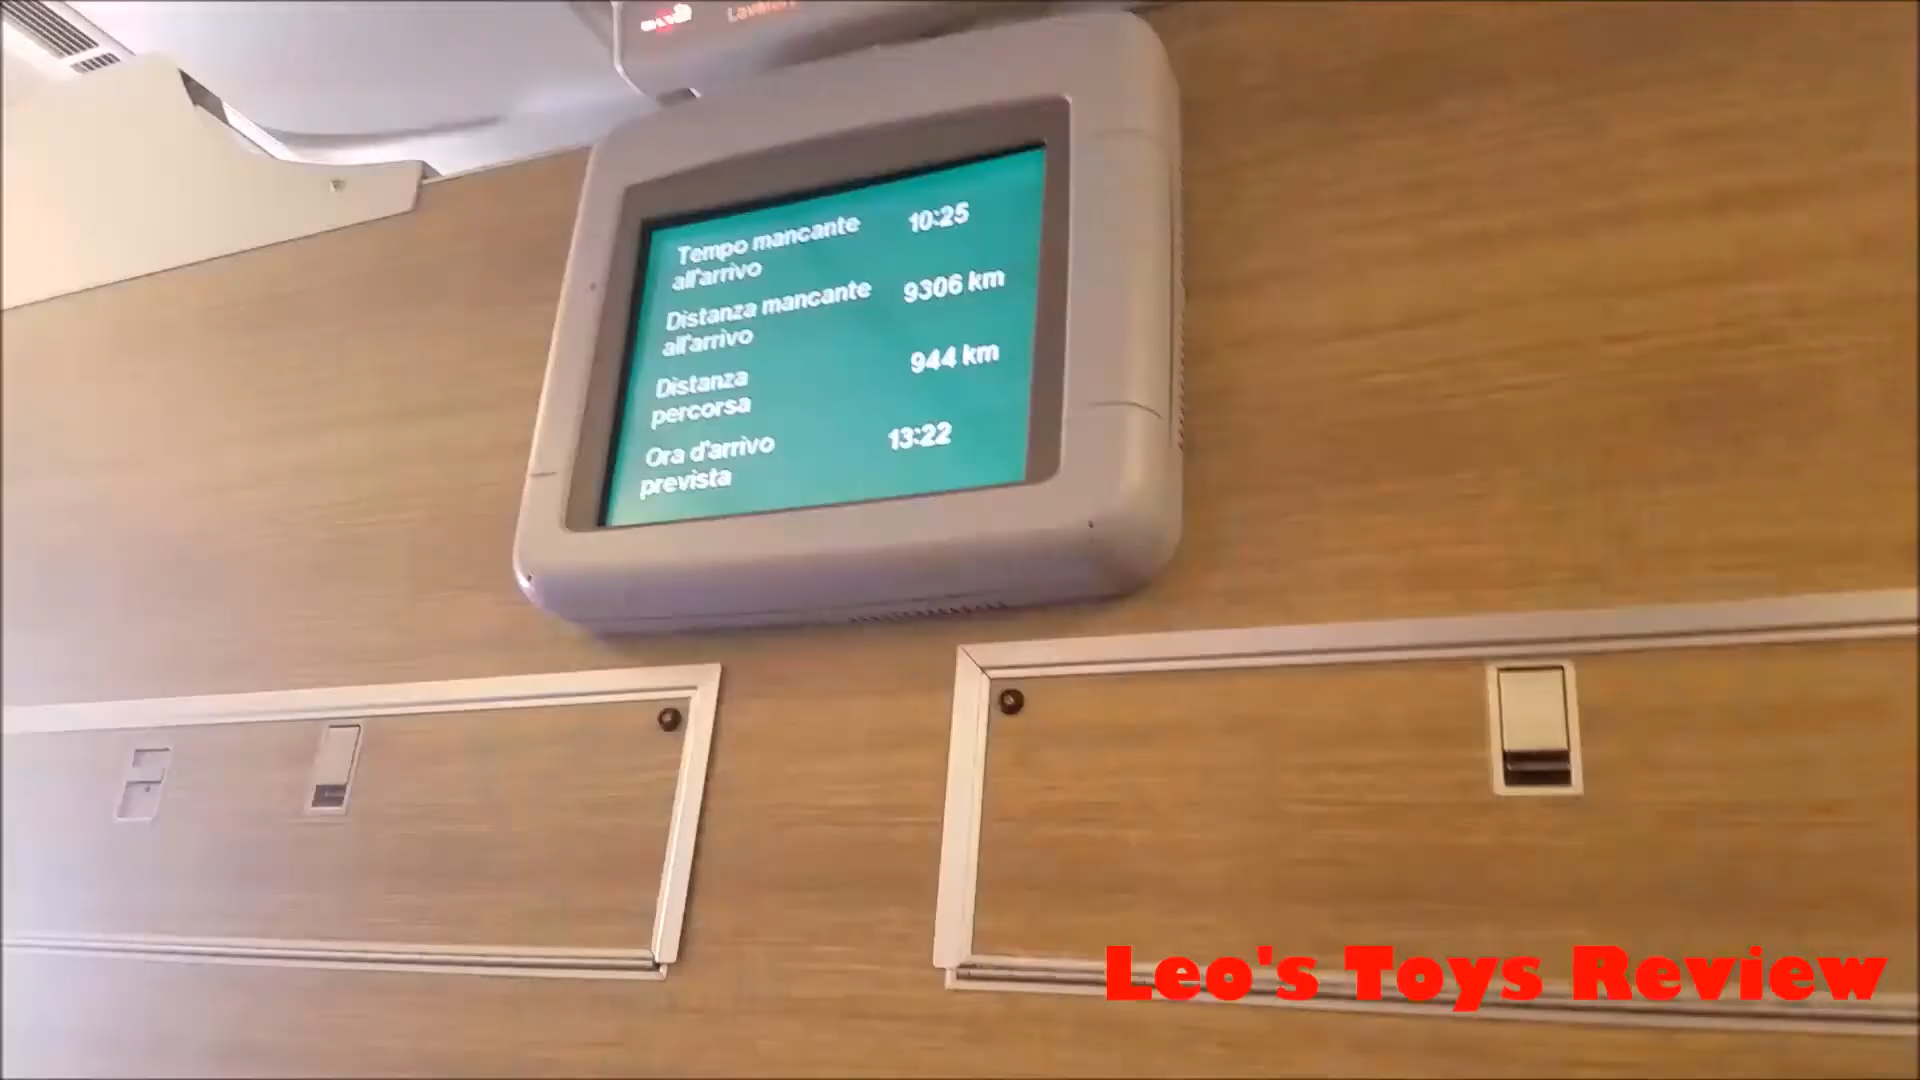 Tempo mancante 10:25
all'arrivo
Distanza mancante 9306 km
all'arrivo
Distanza 944 km
percorsa
Ora d'arrivo 13:22
prevista
Leo's Toys Review